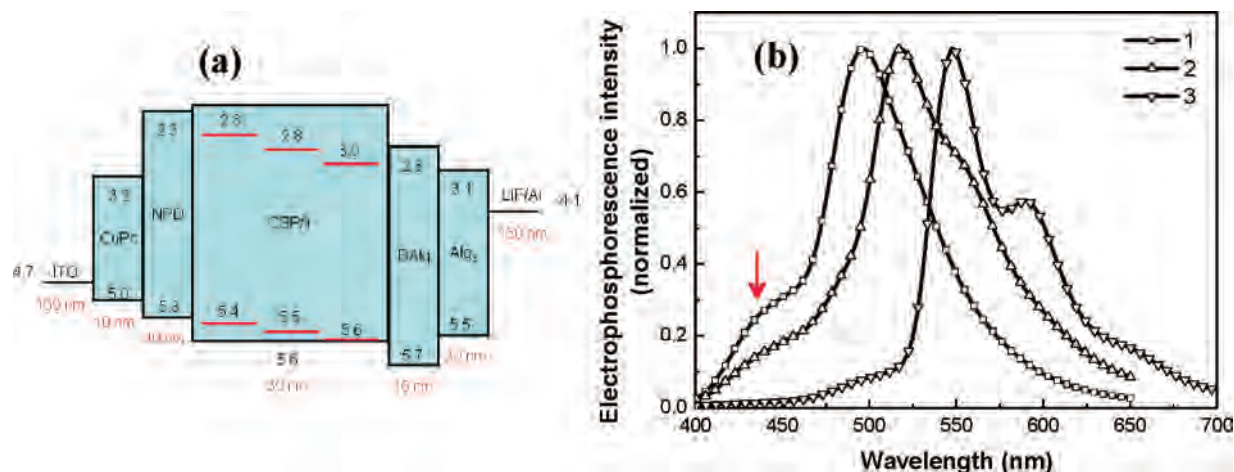 (a)
2.3
2.8
2.8
3.0
2.8
3.1
LiF/Al
-4.1
3.2
NPD
150 nm
CuPc
Alq3
4.7
ITO
5.0
5.3
5.4
5.5
5.6
5.5
100 nm
10 nm
5.6
5.7
30 nm
10 nm
(b)
1
2
3
Electrophosphorescence intensity
(normalized)
1.0
0.8
0.6
0.4
0.2
0.0
400 450 500 550 600 650 700
Wavelength (nm)